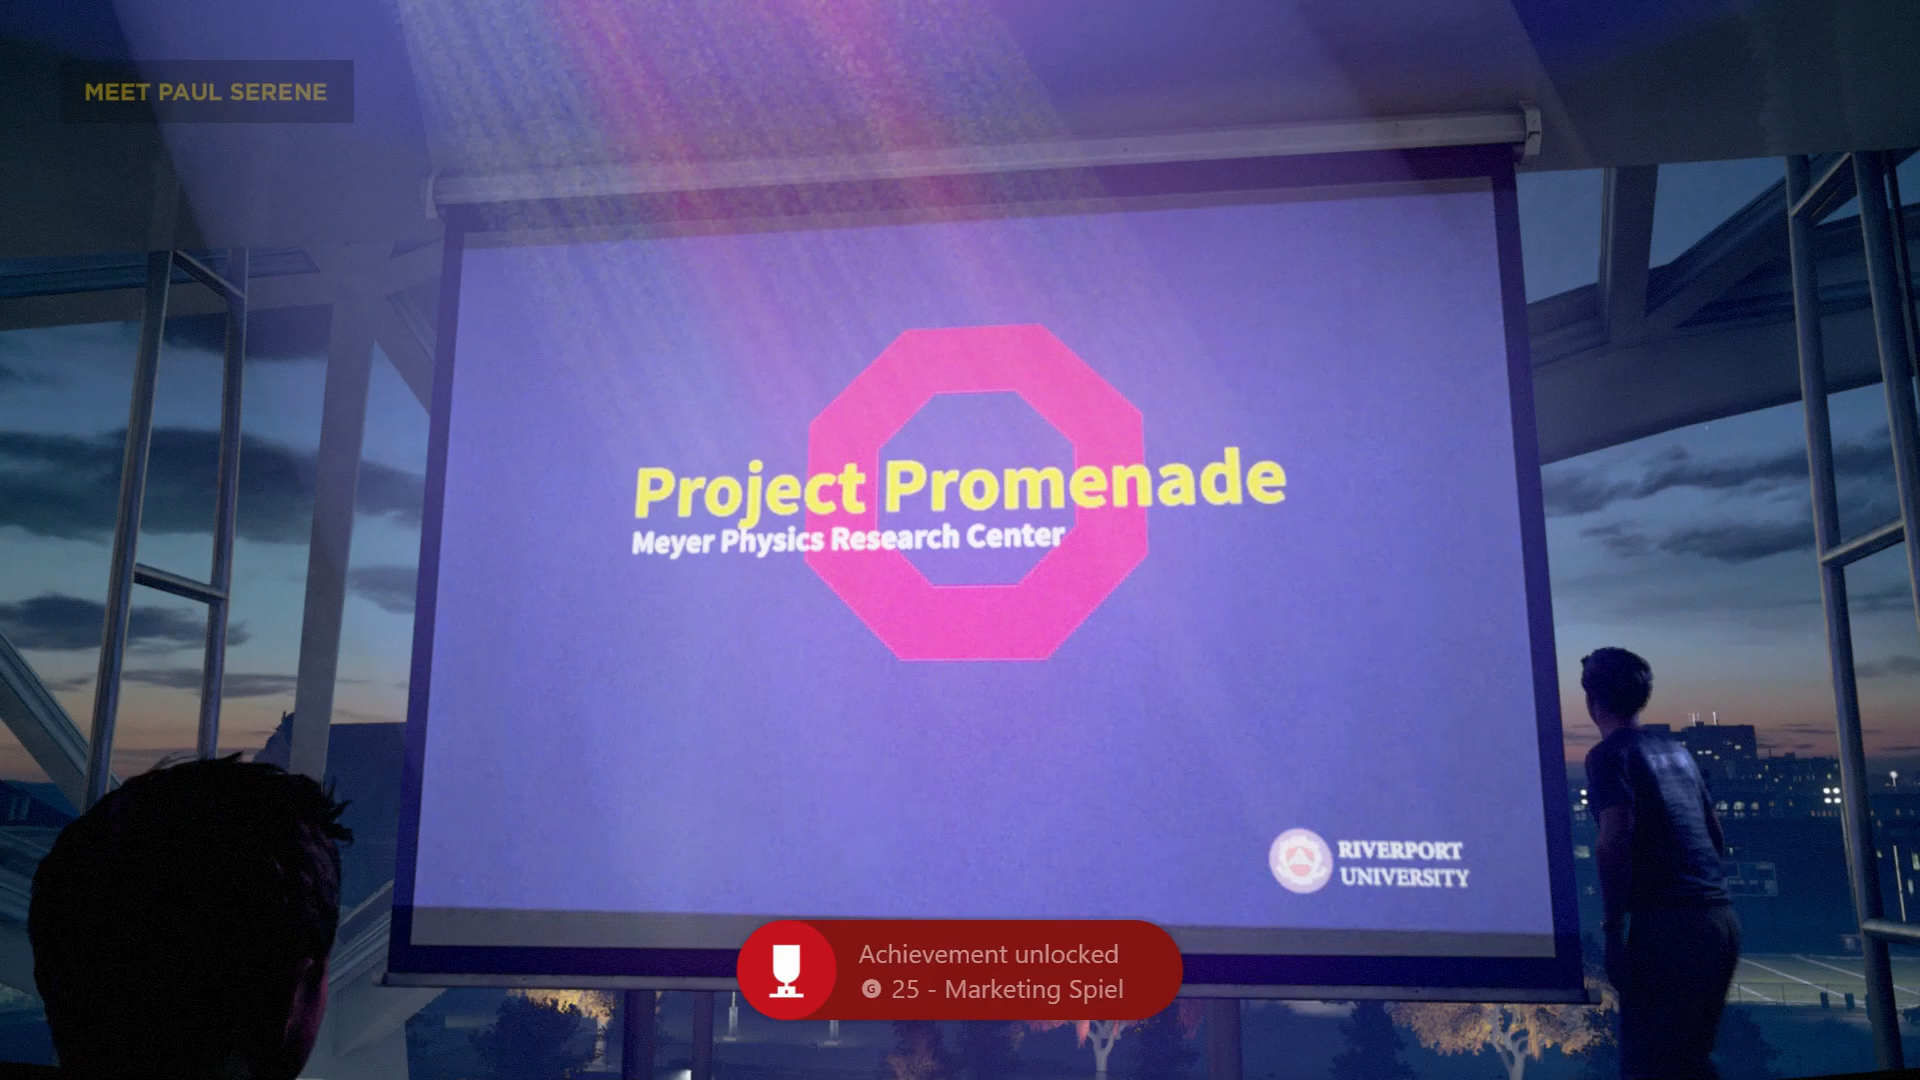 MEET PAUL SERENE
Project Promenade
Meyer Physics Research Center
RIVERPORT
UNIVERSITY
Achievement unlocked
G 25 - Marketing Spiel